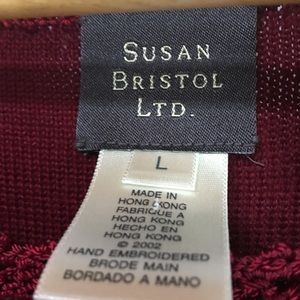 SUSAN
BRISTOL
LTD.
L
MADE IN
HONG KONG
FABRIQUE A
HONG KONG
HECHO EN
HONG KONG
© 2002
HAND EMBROIDERED
BRODE MAIN
BORDADO A MANO